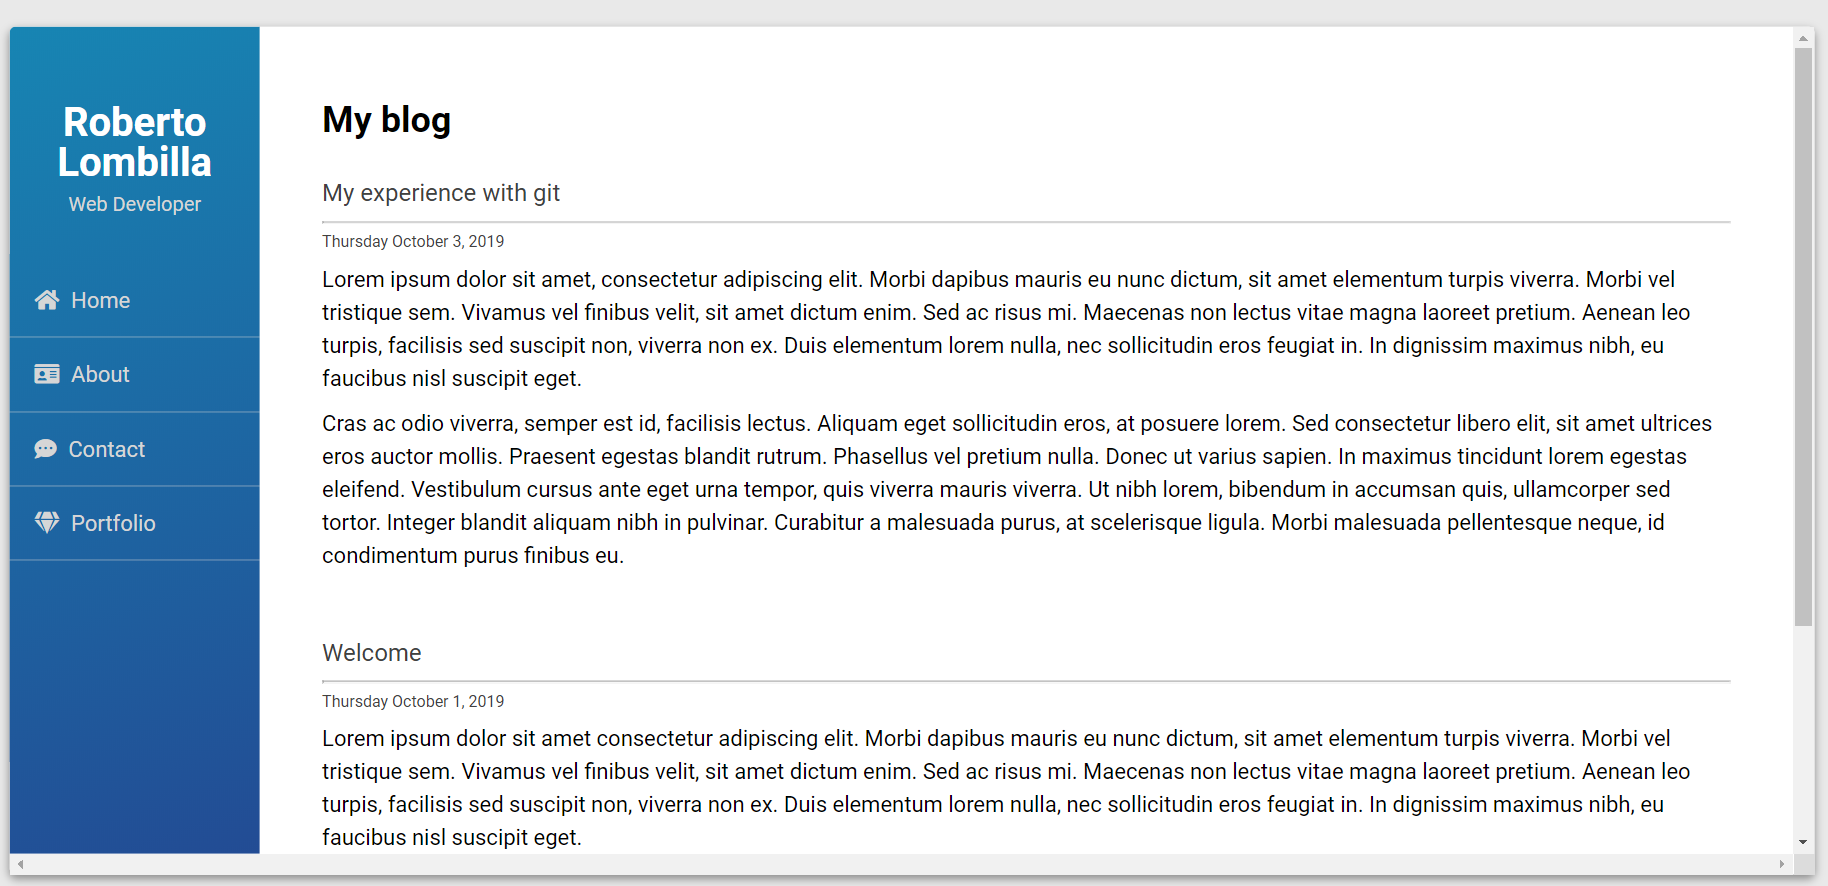 Roberto
Lombilla
Web Developer
Home
About
Contact
Portfolio
My blog
My experience with git
Thursday October 3, 2019
Lorem ipsum dolor sit amet, consectetur adipiscing elit. Morbi dapibus mauris eu nunc dictum, sit amet elementum turpis viverra. Morbi vel
tristique sem. Vivamus vel finibus velit, sit amet dictum enim. Sed ac risus mi. Maecenas non lectus vitae magna laoreet pretium. Aenean leo
turpis, facilisis sed suscipit non, viverra non ex. Duis elementum lorem nulla, nec sollicitudin eros feugiat in. In dignissim maximus nibh, eu
faucibus nisl suscipit eget.
Cras ac odio viverra, semper est id, facilisis lectus. Aliquam eget sollicitudin eros, at posuere lorem. Sed consectetur libero elit, sit amet ultrices
eros auctor mollis. Praesent egestas blandit rutrum. Phasellus vel pretium nulla. Donec ut varius sapien. In maximus tincidunt lorem egestas
eleifend. Vestibulum cursus ante eget urna tempor, quis viverra mauris viverra. Ut nibh lorem, bibendum in accumsan quis, ullamcorper sed
tortor. Integer blandit aliquam nibh in pulvinar. Curabitur a malesuada purus, at scelerisque ligula. Morbi malesuada pellentesque neque, id
condimentum purus finibus eu.
Welcome
Thursday October 1, 2019
Lorem ipsum dolor sit amet consectetur adipiscing elit. Morbi dapibus mauris eu nunc dictum, sit amet elementum turpis viverra. Morbi vel
tristique sem. Vivamus vel finibus velit, sit amet dictum enim. Sed ac risus mi. Maecenas non lectus vitae magna laoreet pretium. Aenean leo
turpis, facilisis sed suscipit non, viverra non ex. Duis elementum lorem nulla, nec sollicitudin eros feugiat in. In dignissim maximus nibh, eu
faucibus nisl suscipit eget.